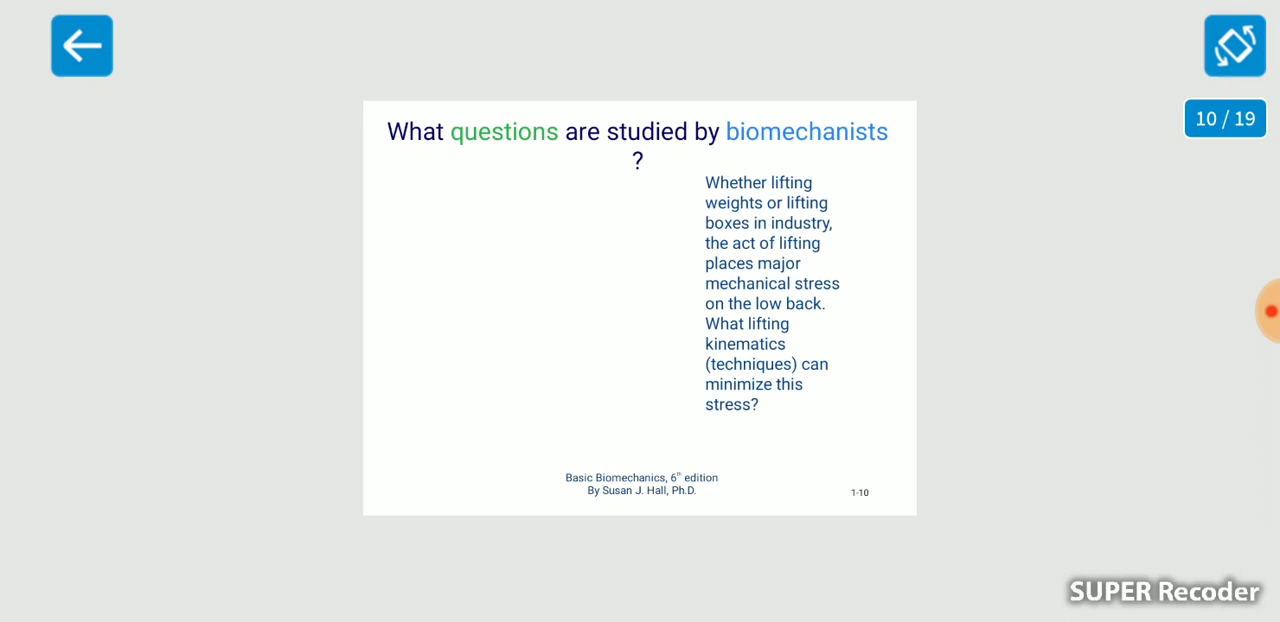 10 / 19
What questions are studied by biomechanists
?
Whether lifting
weights or lifting
boxes in industry,
the act of lifting
places major
mechanical stress
on the low back.
What lifting
kinematics
(techniques) can
minimize this
stress?
Basic Biomechanics, 6th edition
By Susan J. Hall, Ph.D.
1-10
SUPER Recoder